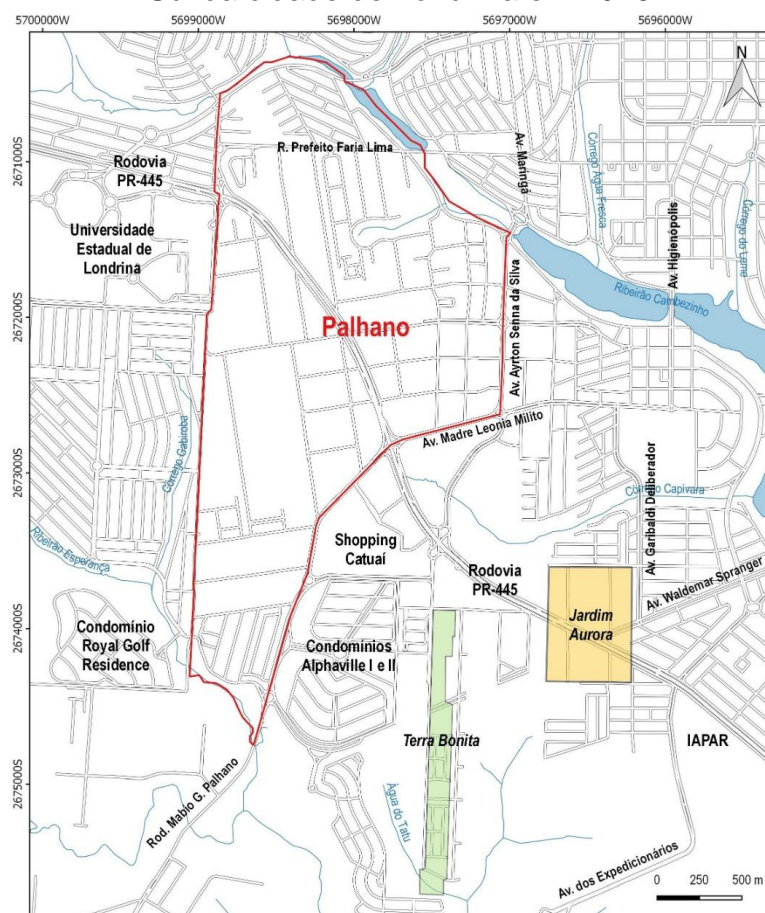 5700000W
5699000W
5698000W
5697000W
5696000W
N
2671000S
2672000S
2673000S
2674000S
2675000S
Rodovia
PR-445
R. Prefeito Faria Lima
Av. Maringá
Córrego Água Fresca
Av. Higienópolis
Córrego do Leme
Universidade
Estadual de
Londrina
Palhano
Av. Ayrton Senna da Silva
Ribeirão Cambezinho
Av. Madre Leonia Milito
Córrego Gabiroba
Ribeirão Esperança
Córrego Capivara
Av. Garibaldi Deliberador
Shopping
Catuaí
Rodovia
PR-445
Av. Waldemar Spranger
Jardim
Aurora
Condomínio
Royal Golf
Residence
Condomínios
Alphaville I e II
Terra Bonita
IAPAR
Rod. Mabio G. Palhano
Água do Tatu
Av. dos Expedicionários
0 250 500 m